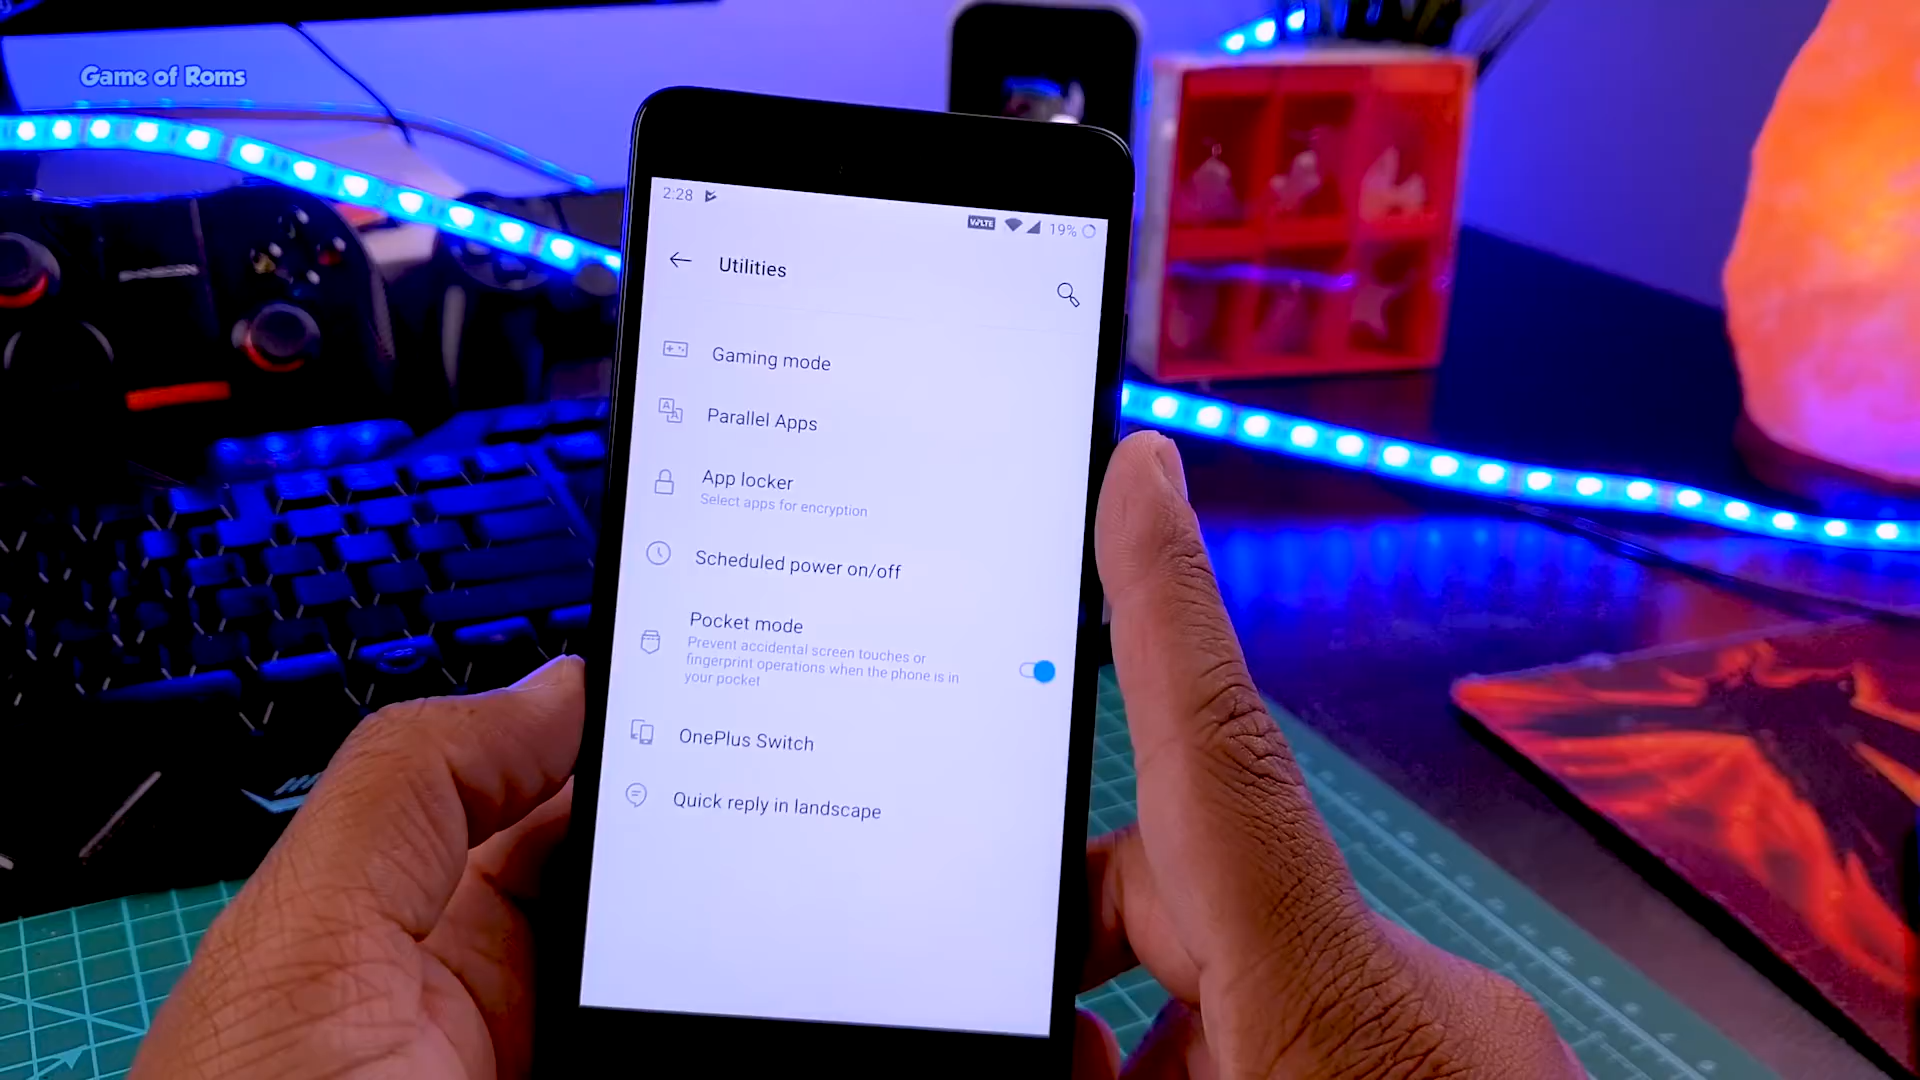 Game of Roms
2:28
VoLTE 19%
Utilities
Gaming mode
Parallel Apps
App locker
Select apps for encryption
Scheduled power on/off
Pocket mode
Prevent accidental screen touches or
fingerprint operations when the phone is in
your pocket
OnePlus Switch
Quick reply in landscape